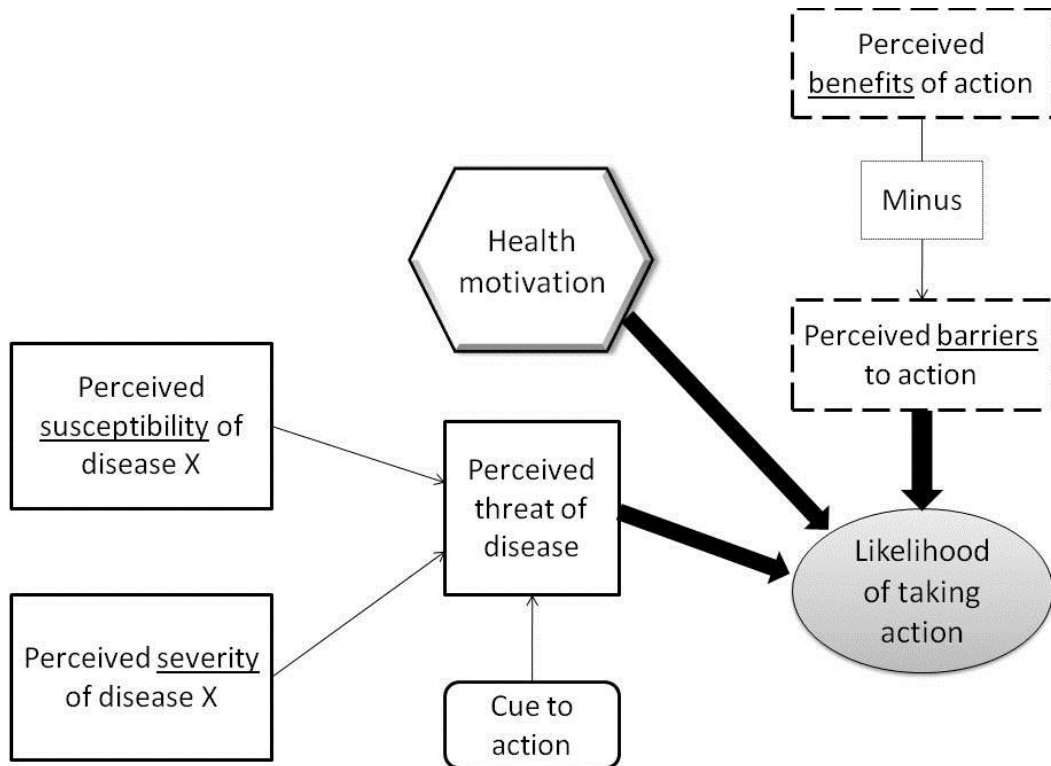 Perceived
benefits of action
Minus
Health
motivation
Perceived barriers
to action
Perceived
susceptibility of
disease X
Perceived
threat of
disease
Likelihood
of taking
action
Perceived severity
of disease X
Cue to
action